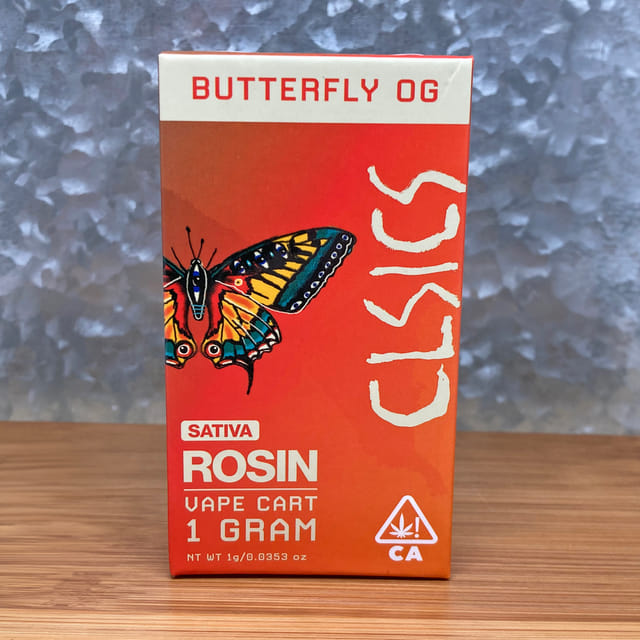 BUTTERFLY OG
CLSICS
SATIVA
ROSIN
VAPE CART
1 GRAM
NT WT 1g/0.0353 oz
!
CA